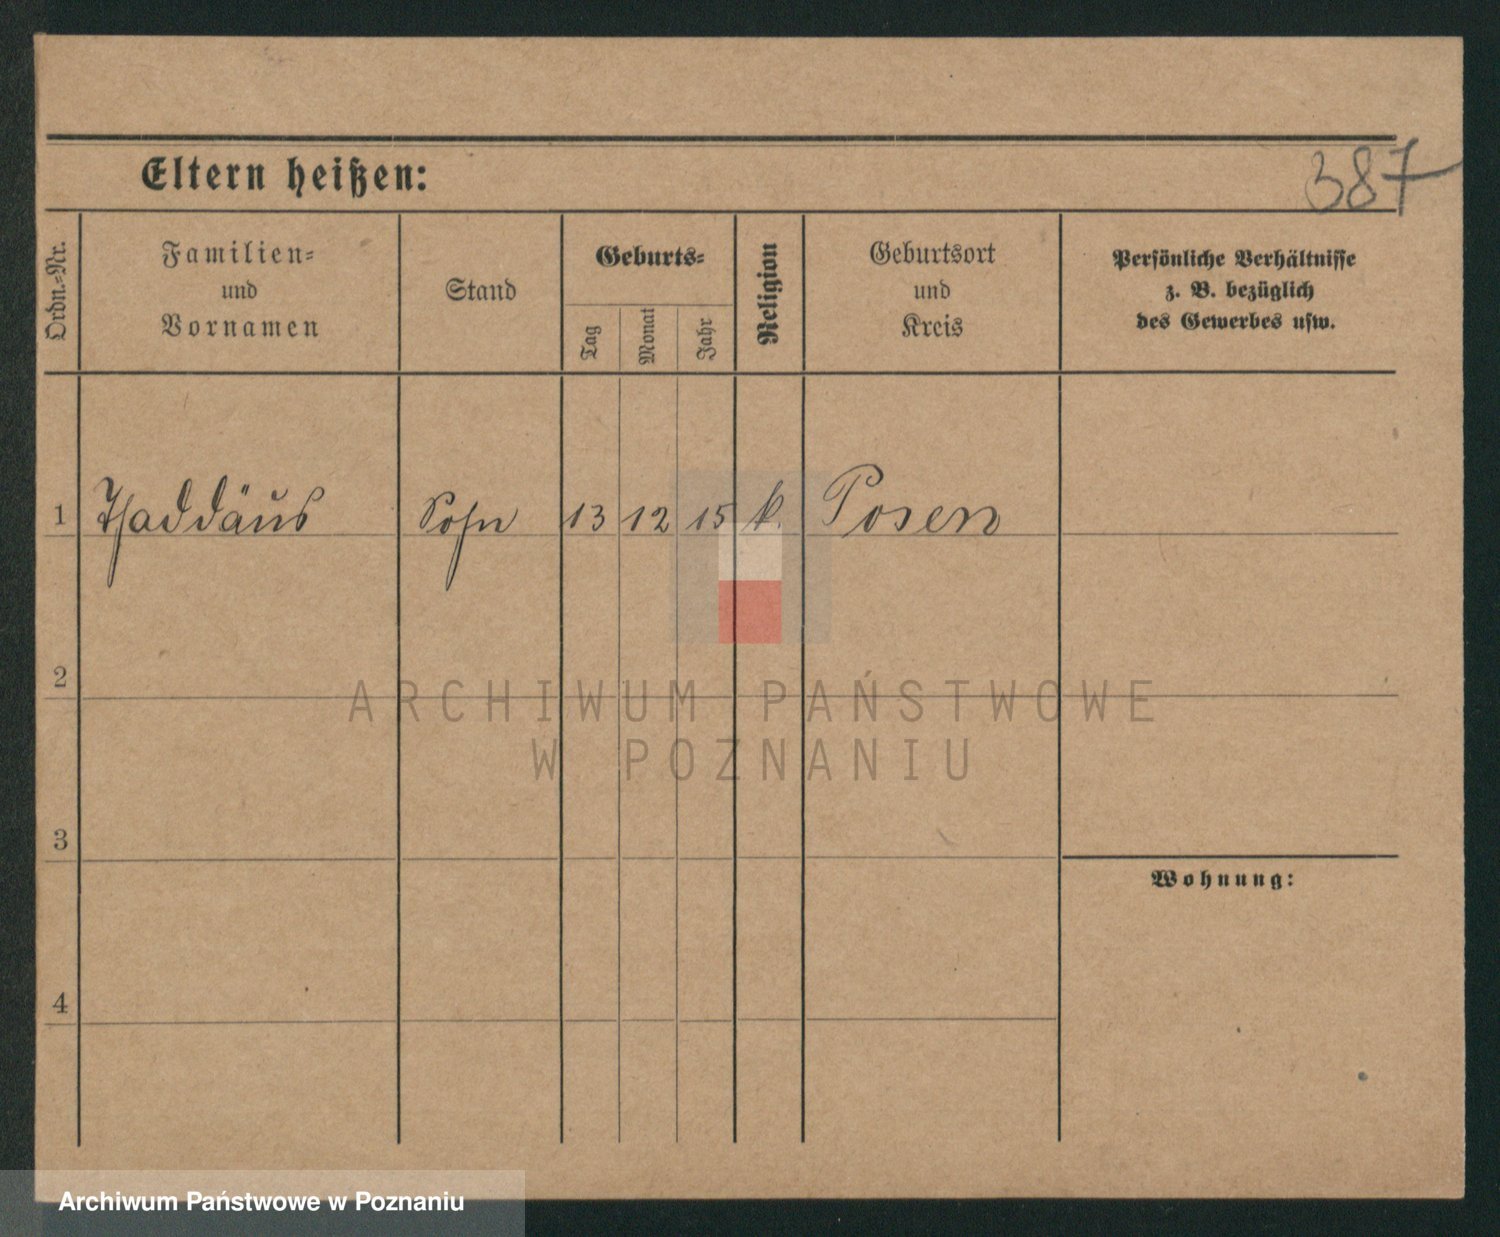 Eltern heißen:
387
Ordn.-Nr.
Familien-
und
Vornamen
Stand
Geburts-
Tag
Monat
Jahr
Religion
Geburtsort
und
Kreis
Persönliche Verhältnisse
z. B. bezüglich
des Gewerbes usw.
1 Thaddäus Sohn 13 12 15 k. Posen
2
ARCHIWUM PAŃSTWOWE
W POZNANIU
3
Wohnung:
4
Archiwum Państwowe w Poznaniu